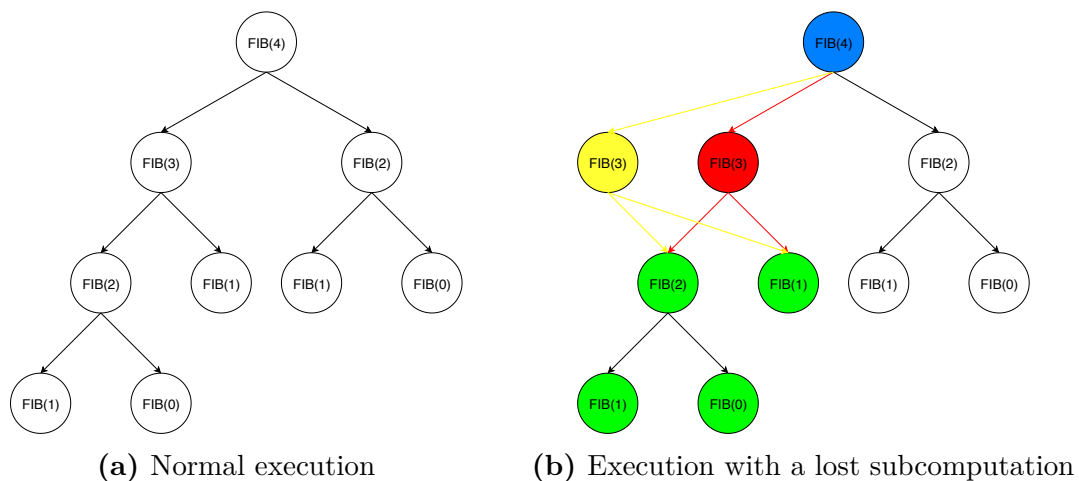 FIB(4)
FIB(3)
FIB(2)
FIB(2)
FIB(1)
FIB(1)
FIB(0)
FIB(1)
FIB(0)
(a) Normal execution
FIB(4)
FIB(3)
FIB(3)
FIB(2)
FIB(2)
FIB(1)
FIB(1)
FIB(0)
FIB(1)
FIB(0)
(b) Execution with a lost subcomputation